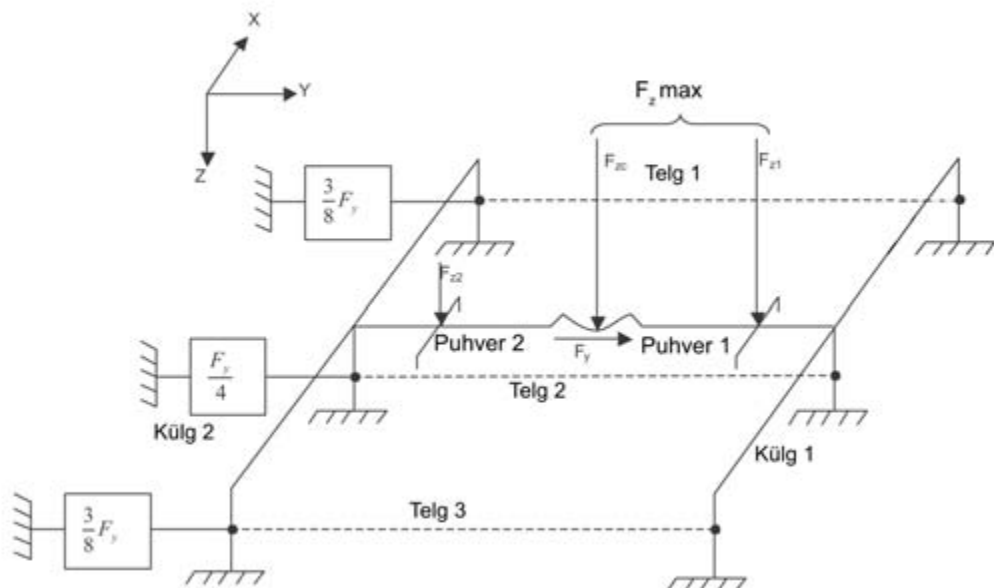 X
Y
Z
F_z max
F_zc
Telg 1
F_z1
3/8 F_y
F_z2
Puhver 2
F_y
Puhver 1
F_y/4
Telg 2
Külg 2
Külg 1
Telg 3
3/8 F_y